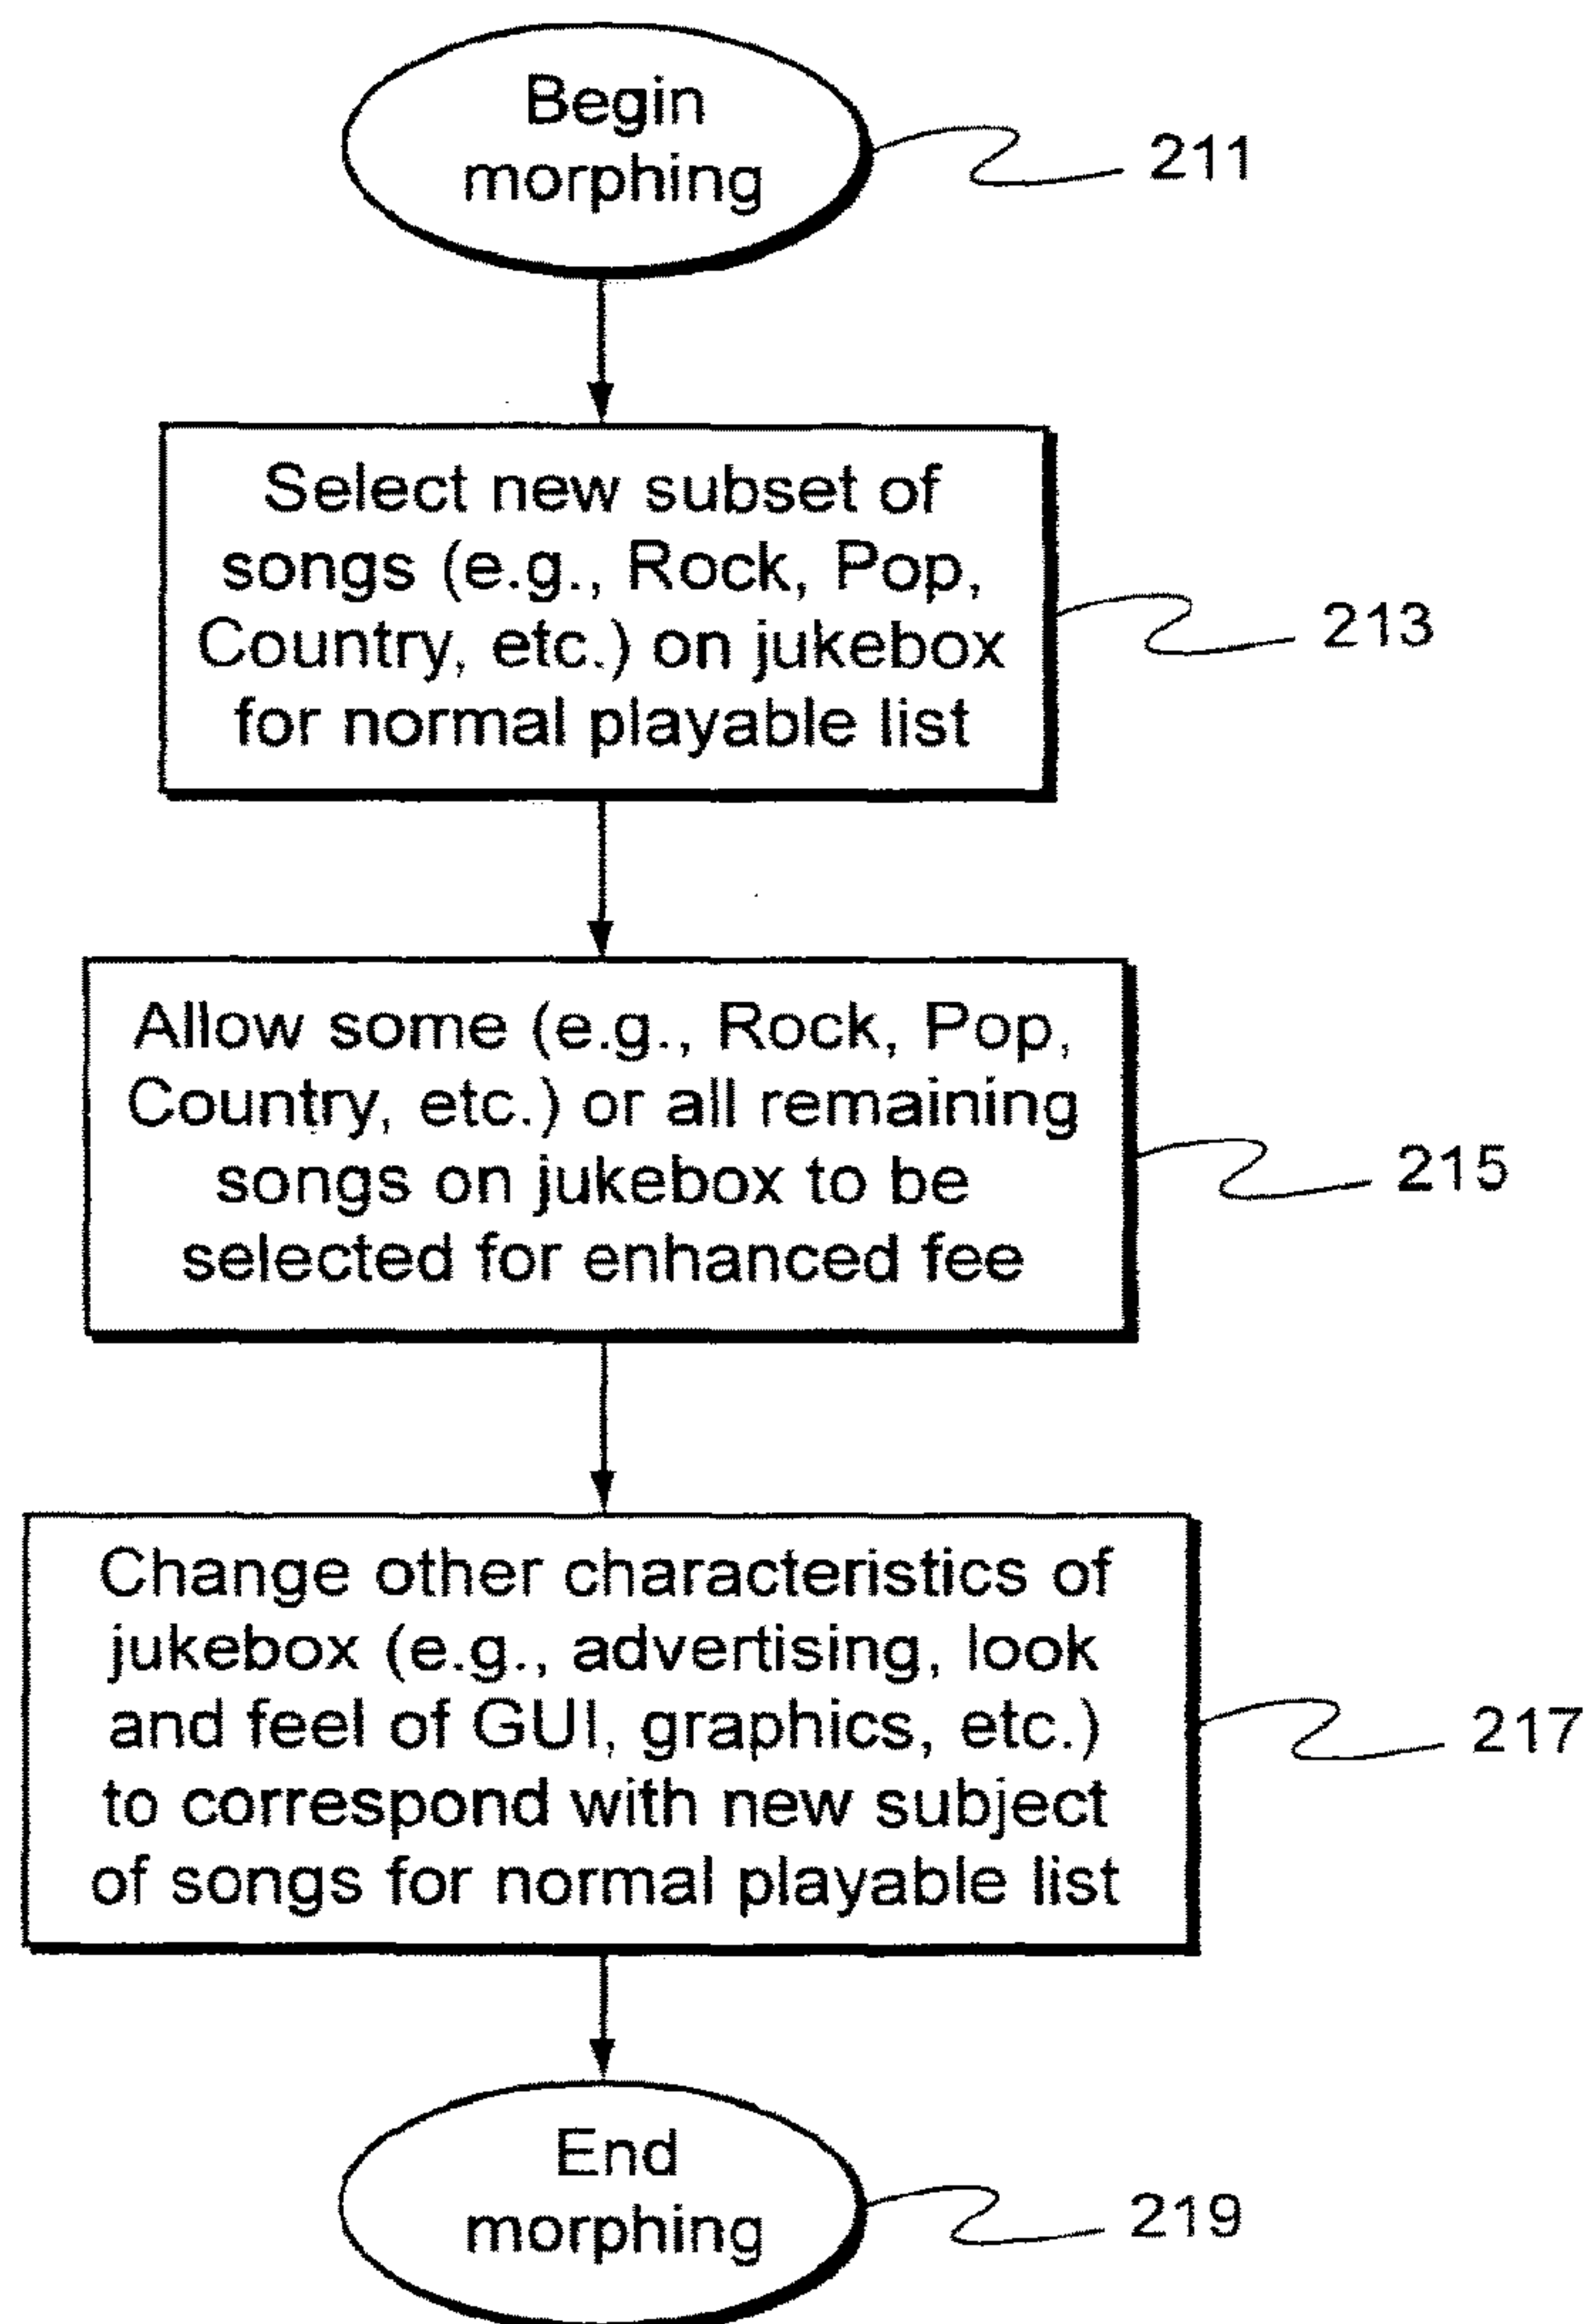 Begin
morphing
211
Select new subset of
songs (e.g., Rock, Pop,
Country, etc.) on jukebox
for normal playable list
213
Allow some (e.g., Rock, Pop,
Country, etc.) or all remaining
songs on jukebox to be
selected for enhanced fee
215
Change other characteristics of
jukebox (e.g., advertising, look
and feel of GUI, graphics, etc.)
to correspond with new subject
of songs for normal playable list
217
End
morphing
219